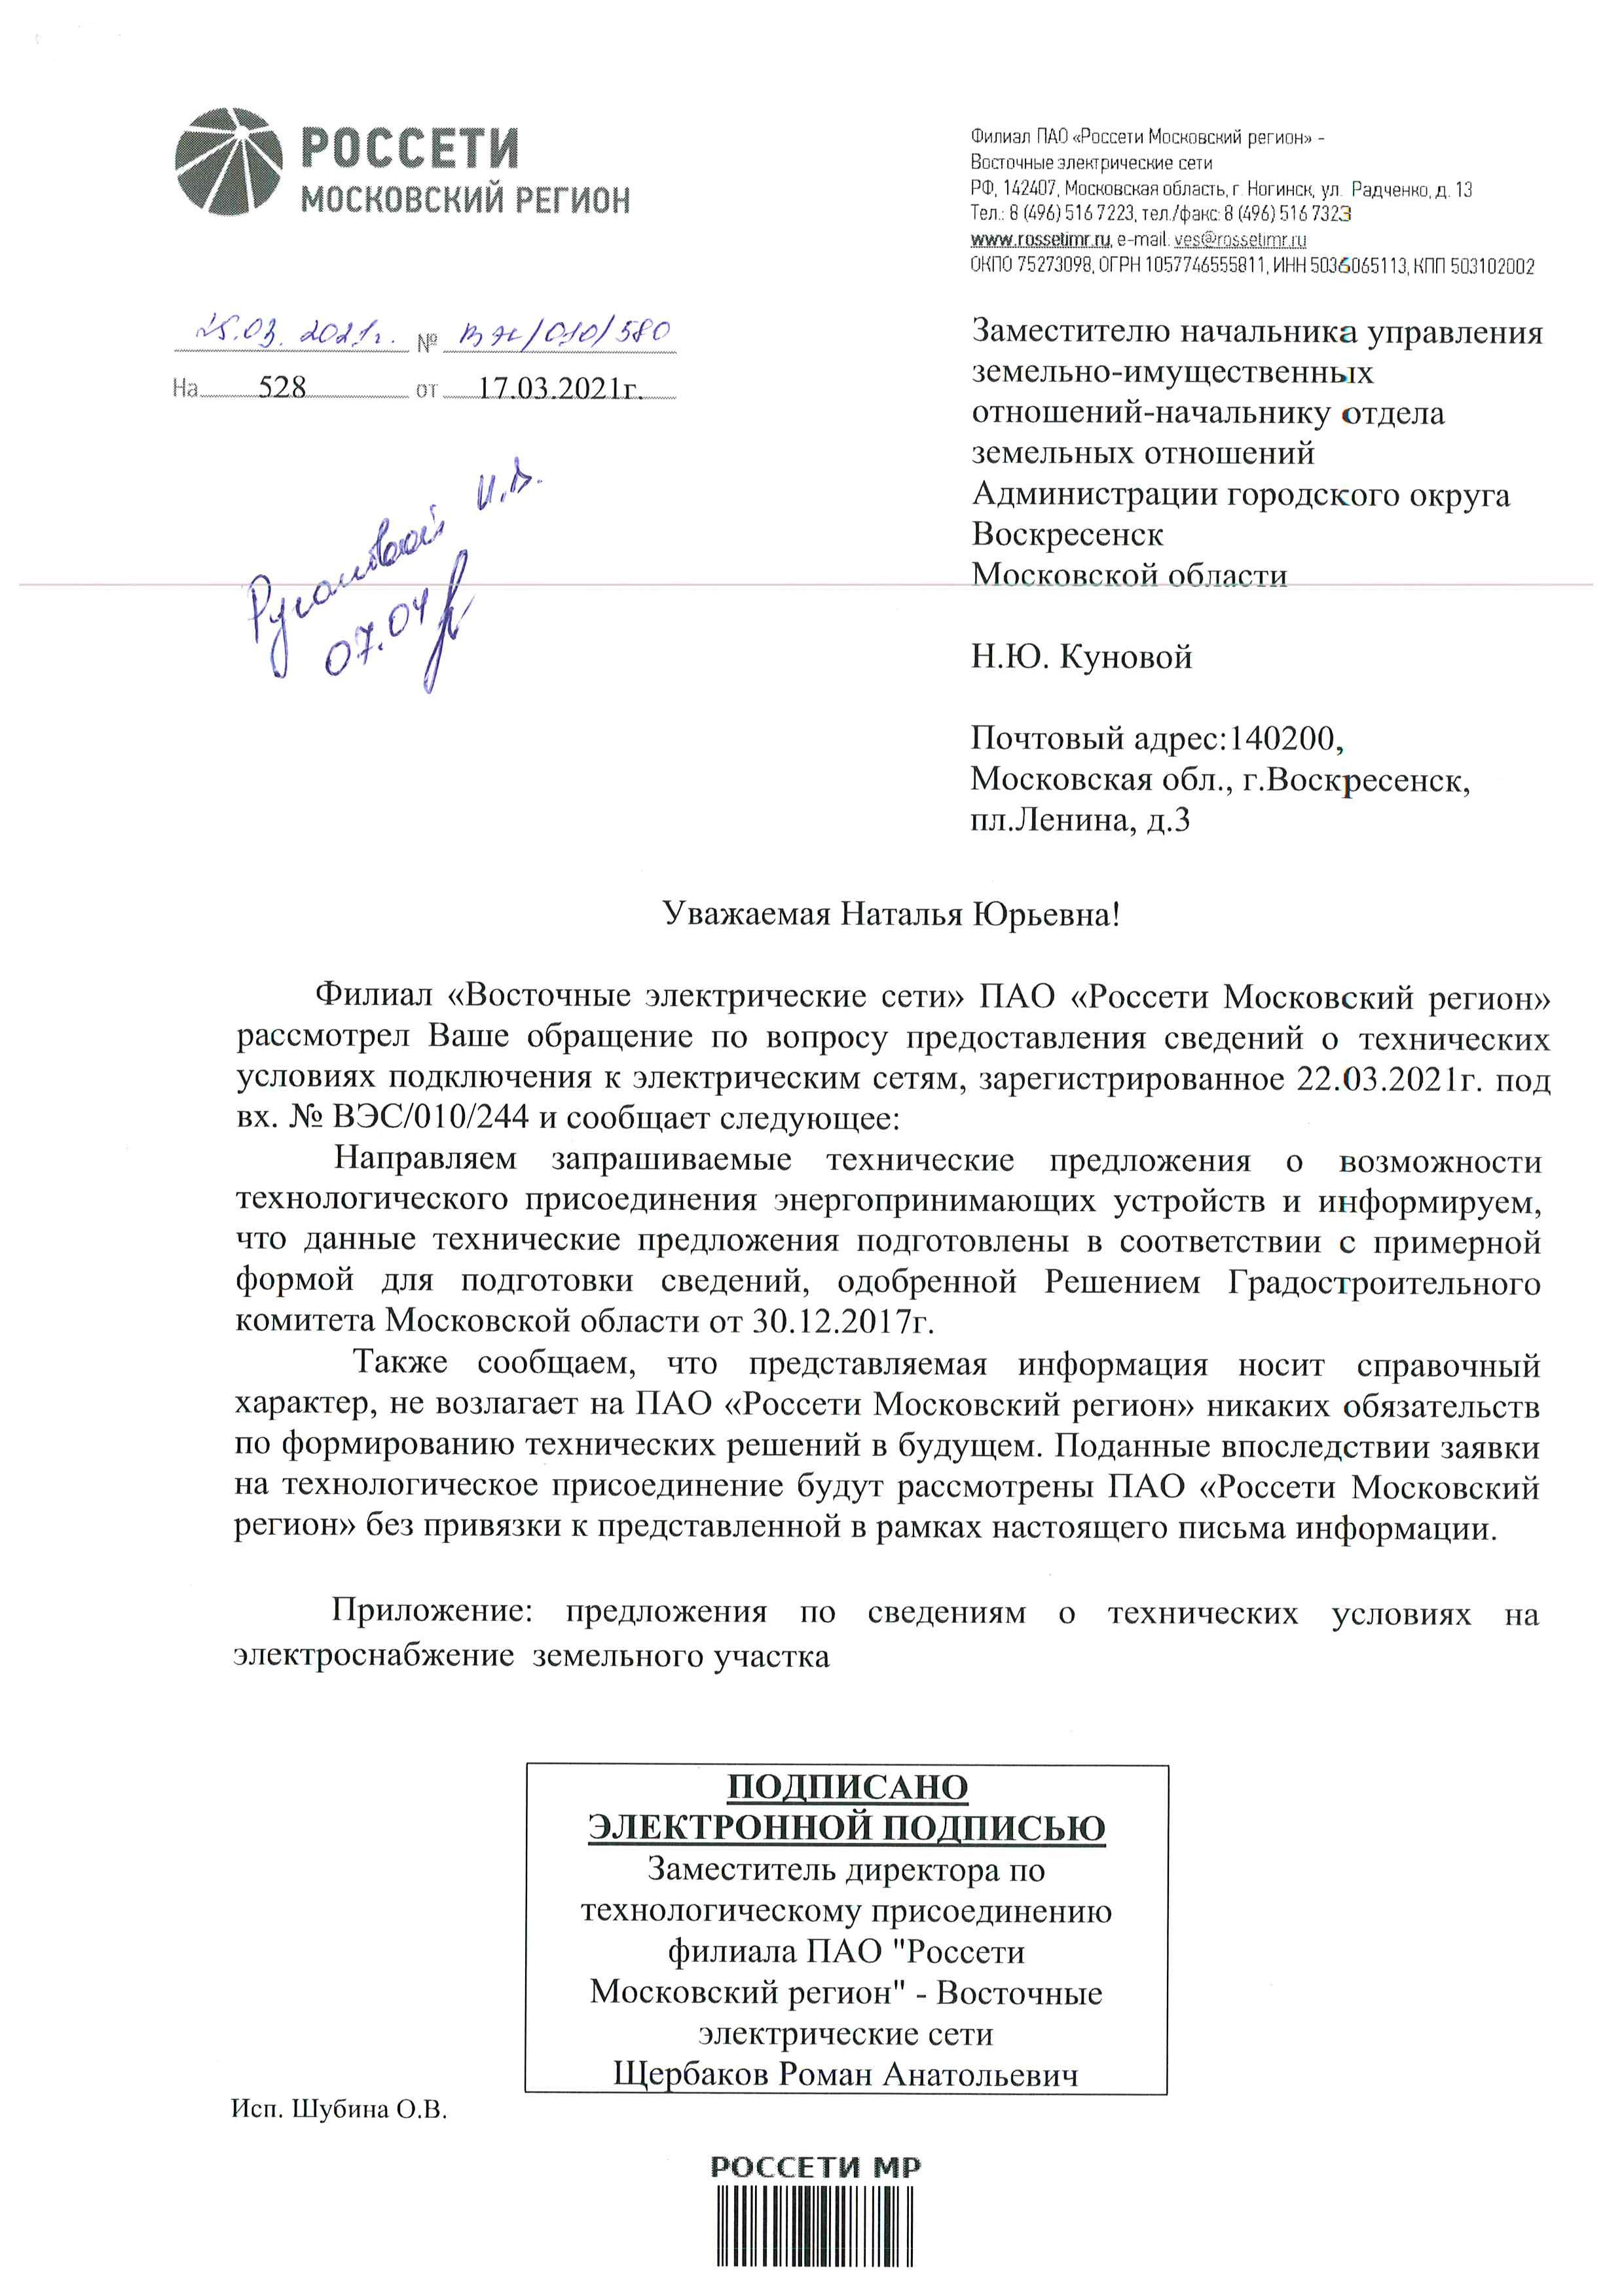 РОССЕТИ
МОСКОВСКИЙ РЕГИОН
Филиал ПАО «Россети Московский регион» -
Восточные электрические сети
РФ, 142407, Московская область, г. Ногинск, ул. Радченко, д. 13
Тел.: 8 (496) 516 7223, тел./факс: 8 (496) 516 7323
www.rossetimr.ru, e-mail: ves@rossetimr.ru
ОКПО 75273098, ОГРН 1057746555811, ИНН 5036065113, КПП 503102002
25.03.2021г. № ВЭС/010/580
На 528 от 17.03.2021г.
И.В.
07.04
Заместителю начальника управления
земельно-имущественных
отношений-начальнику отдела
земельных отношений
Администрации городского округа
Воскресенск
Московской области
Н.Ю. Куновой
Почтовый адрес:140200,
Московская обл., г.Воскресенск,
пл.Ленина, д.3
Уважаемая Наталья Юрьевна!
Филиал «Восточные электрические сети» ПАО «Россети Московский регион»
рассмотрел Ваше обращение по вопросу предоставления сведений о технических
условиях подключения к электрическим сетям, зарегистрированное 22.03.2021г. под
вх. № ВЭС/010/244 и сообщает следующее:
Направляем запрашиваемые технические предложения о возможности
технологического присоединения энергопринимающих устройств и информируем,
что данные технические предложения подготовлены в соответствии с примерной
формой для подготовки сведений, одобренной Решением Градостроительного
комитета Московской области от 30.12.2017г.
Также сообщаем, что представляемая информация носит справочный
характер, не возлагает на ПАО «Россети Московский регион» никаких обязательств
по формированию технических решений в будущем. Поданные впоследствии заявки
на технологическое присоединение будут рассмотрены ПАО «Россети Московский
регион» без привязки к представленной в рамках настоящего письма информации.
Приложение: предложения по сведениям о технических условиях на
электроснабжение земельного участка
ПОДПИСАНО
ЭЛЕКТРОННОЙ ПОДПИСЬЮ
Заместитель директора по
технологическому присоединению
филиала ПАО "Россети
Московский регион" - Восточные
электрические сети
Щербаков Роман Анатольевич
Исп. Шубина О.В.
РОССЕТИ МР